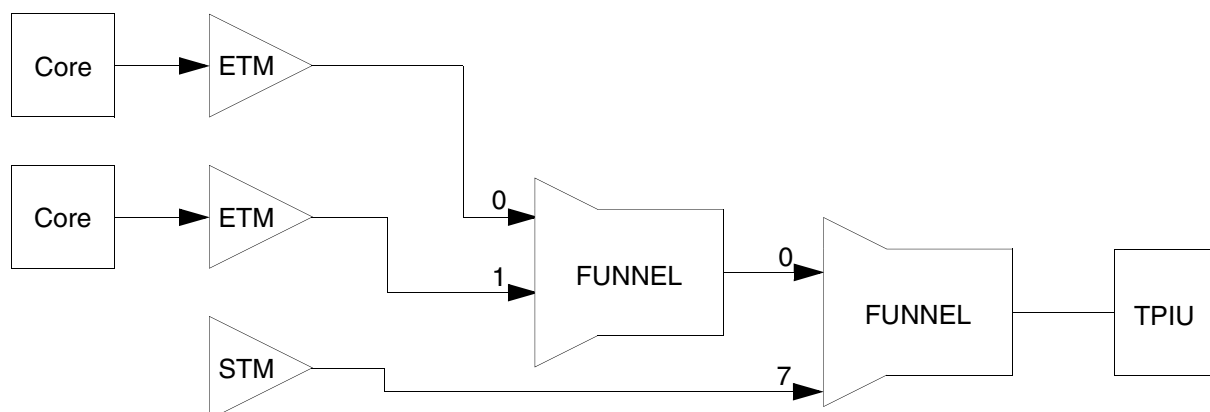 Core
ETM
Core
ETM
0
1
FUNNEL
0
FUNNEL
TPIU
STM
7